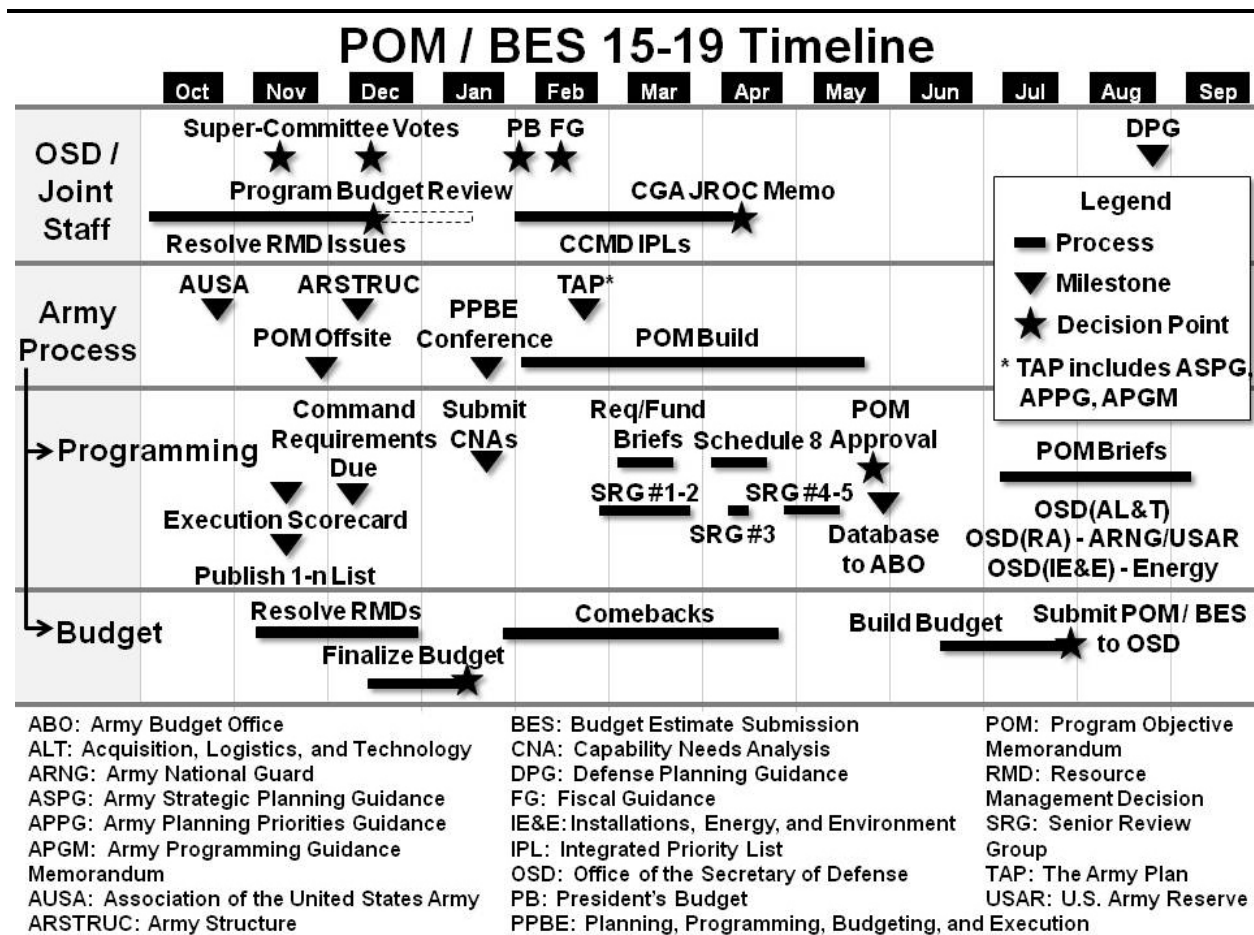 POM / BES 15-19 Timeline
Oct Nov Dec Jan Feb Mar Apr May Jun Jul Aug Sep
OSD /
Joint
Staff
Super-Committee Votes
PB FG
DPG
Program Budget Review
CGA JROC Memo
Resolve RMD Issues
CCMD IPLs
Legend
Process
Milestone
Decision Point
* TAP includes ASPG,
APPG, APGM
Army
Process
AUSA
ARSTRUC
TAP*
POM Offsite
PPBE
Conference
POM Build
Programming
Command
Requirements
Due
Submit
CNAs
Req/Fund
Briefs
Schedule 8
POM
Approval
POM Briefs
Execution Scorecard
SRG #1-2
SRG #3
SRG #4-5
Database
to ABO
OSD(AL&T)
OSD(RA) - ARNG/USAR
OSD(IE&E) - Energy
Publish 1-n List
Budget
Resolve RMDs
Finalize Budget
Comebacks
Build Budget
Submit POM / BES
to OSD
ABO: Army Budget Office
ALT: Acquisition, Logistics, and Technology
ARNG: Army National Guard
ASPG: Army Strategic Planning Guidance
APPG: Army Planning Priorities Guidance
APGM: Army Programming Guidance
Memorandum
AUSA: Association of the United States Army
ARSTRUC: Army Structure
BES: Budget Estimate Submission
CNA: Capability Needs Analysis
DPG: Defense Planning Guidance
FG: Fiscal Guidance
IE&E: Installations, Energy, and Environment
IPL: Integrated Priority List
OSD: Office of the Secretary of Defense
PB: President's Budget
PPBE: Planning, Programming, Budgeting, and Execution
POM: Program Objective
Memorandum
RMD: Resource
Management Decision
SRG: Senior Review
Group
TAP: The Army Plan
USAR: U.S. Army Reserve